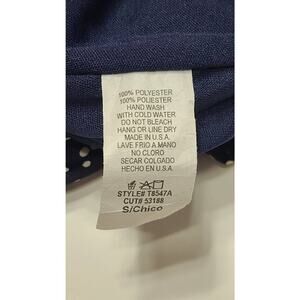 100% POLYESTER
100% POLIESTER
HAND WASH
WITH COLD WATER
DO NOT BLEACH
HANG OR LINE DRY
MADE IN U.S.A.
LAVE FRIO A MANO
NO CLORO
SECAR COLGADO
HECHO EN U.S.A.
STYLE# T8547A
CUT# 53188
S/Chico